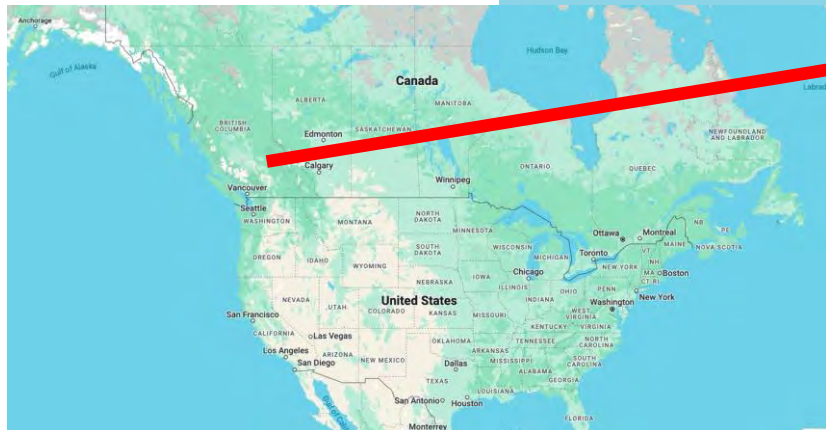 Anchorage
Gulf of Alaska
Hudson Bay
Canada
Labrad
ALBERTA
MANITOBA
BRITISH
COLUMBIA
Edmonton
SASKATCHEWAN
NEWFOUNDLAND
AND LABRADOR
Calgary
ONTARIO
QUEBEC
Winnipeg
Vancouver
Seattle
WASHINGTON
MONTANA
NORTH
DAKOTA
MINNESOTA
Ottawa
Montreal
NB
PE
MAINE
NOVA SCOTIA
OREGON
IDAHO
SOUTH
DAKOTA
WISCONSIN
MICHIGAN
Toronto
VT
NH
NEW YORK
MA
Boston
CT RI
WYOMING
IOWA
Chicago
NEBRASKA
ILLINOIS
INDIANA
OHIO
PENN
New York
NEVADA
UTAH
COLORADO
United States
KANSAS
MISSOURI
WEST
VIRGINIA
Washington
VIRGINIA
KENTUCKY
San Francisco
CALIFORNIA
Las Vegas
Los Angeles
ARIZONA
NEW MEXICO
OKLAHOMA
ARKANSAS
TENNESSEE
NORTH
CAROLINA
San Diego
Dallas
MISSISSIPPI
SOUTH
CAROLINA
ALABAMA
GEORGIA
TEXAS
LOUISIANA
San Antonio
Houston
FLORIDA
Gulf of Cal
Monterrey